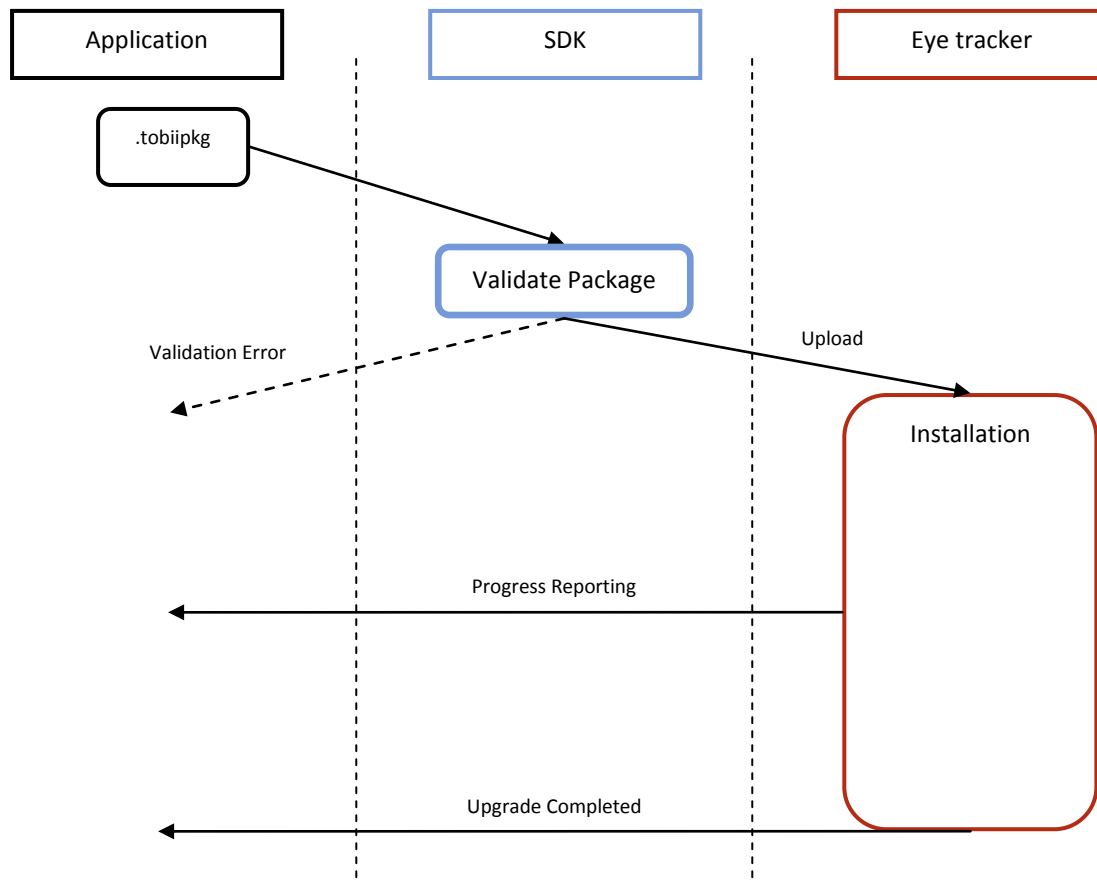 Application
SDK
Eye tracker
.tobiipkg
Validate Package
Upload
Validation Error
Installation
Progress Reporting
Upgrade Completed